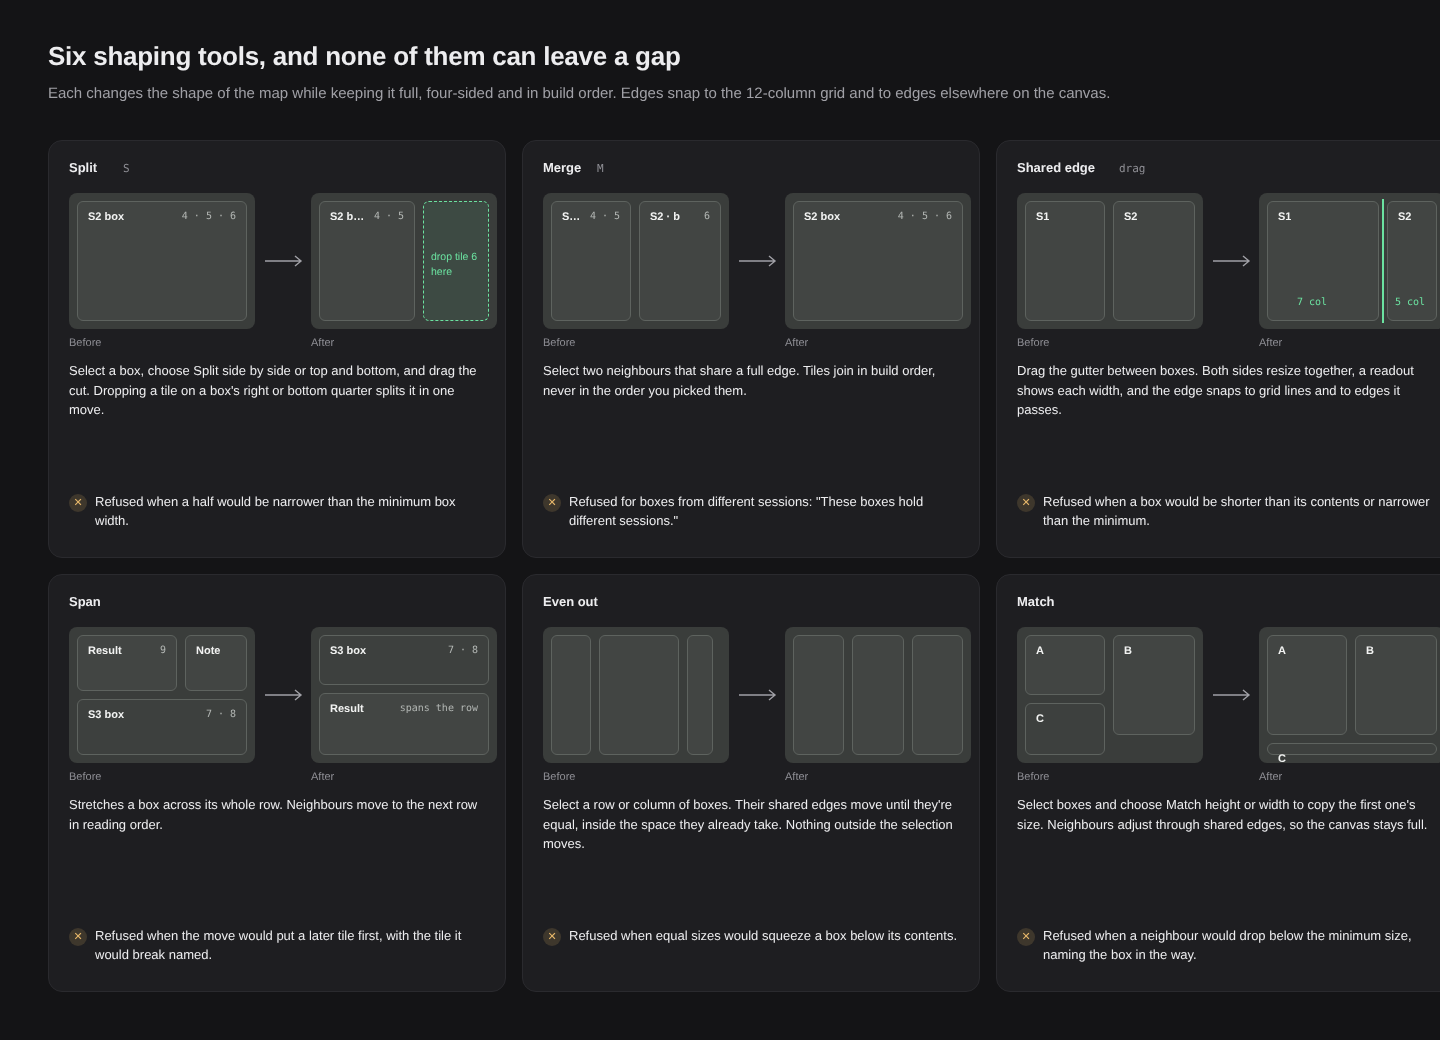 Six shaping tools, and none of them can leave a gap
Each changes the shape of the map while keeping it full, four-sided and in build order. Edges snap to the 12-column grid and to edges elsewhere on the canvas.
Split S
S2 box 4 · 5 · 6
S2 b... 4 · 5
drop tile 6
here
Before
After
Select a box, choose Split side by side or top and bottom, and drag the
cut. Dropping a tile on a box's right or bottom quarter splits it in one
move.
Refused when a half would be narrower than the minimum box
width.
Merge M
S... 4 · 5
S2 · b 6
S2 box 4 · 5 · 6
Before
After
Select two neighbours that share a full edge. Tiles join in build order,
never in the order you picked them.
Refused for boxes from different sessions: "These boxes hold
different sessions."
Shared edge drag
S1
S2
S1
S2
7 col
5 col
Before
After
Drag the gutter between boxes. Both sides resize together, a readout
shows each width, and the edge snaps to grid lines and to edges it
passes.
Refused when a box would be shorter than its contents or narrower
than the minimum.
Span
Result 9
Note
S3 box 7 · 8
S3 box 7 · 8
Result spans the row
Before
After
Stretches a box across its whole row. Neighbours move to the next row
in reading order.
Refused when the move would put a later tile first, with the tile it
would break named.
Even out
Before
After
Select a row or column of boxes. Their shared edges move until they're
equal, inside the space they already take. Nothing outside the selection
moves.
Refused when equal sizes would squeeze a box below its contents.
Match
A
B
C
A
B
C
Before
After
Select boxes and choose Match height or width to copy the first one's
size. Neighbours adjust through shared edges, so the canvas stays full.
Refused when a neighbour would drop below the minimum size,
naming the box in the way.